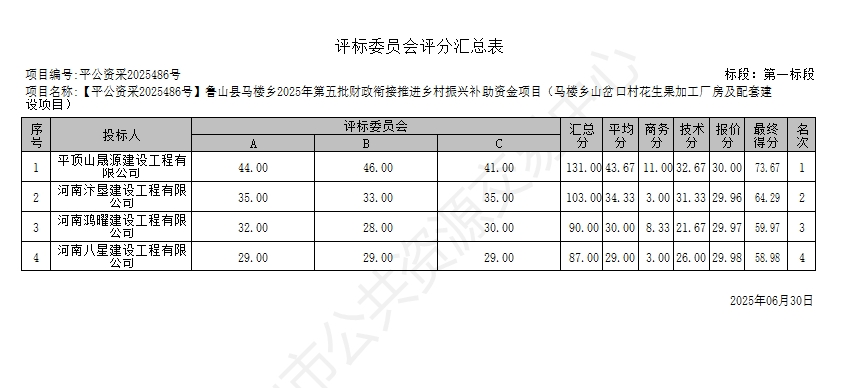 评标委员会评分汇总表
项目编号:平公资采2025486号 标段: 第一标段
项目名称:【平公资采2025486号】鲁山县马楼乡2025年第五批财政衔接推进乡村振兴补助资金项目（马楼乡山岔口村花生果加工厂房及配套建
设项目）
序号 投标人 评标委员会 汇总分 平均分 商务分 技术分 报价分 最终得分 名次
A B C
1 平顶山晟源建设工程有限公司 44.00 46.00 41.00 131.00 43.67 11.00 32.67 30.00 73.67 1
2 河南汴垦建设工程有限公司 35.00 33.00 35.00 103.00 34.33 3.00 31.33 29.96 64.29 2
3 河南鸿曜建设工程有限公司 32.00 28.00 30.00 90.00 30.00 8.33 21.67 29.97 59.97 3
4 河南八星建设工程有限公司 29.00 29.00 29.00 87.00 29.00 3.00 26.00 29.98 58.98 4
2025年06月30日
市公共资源交易中心